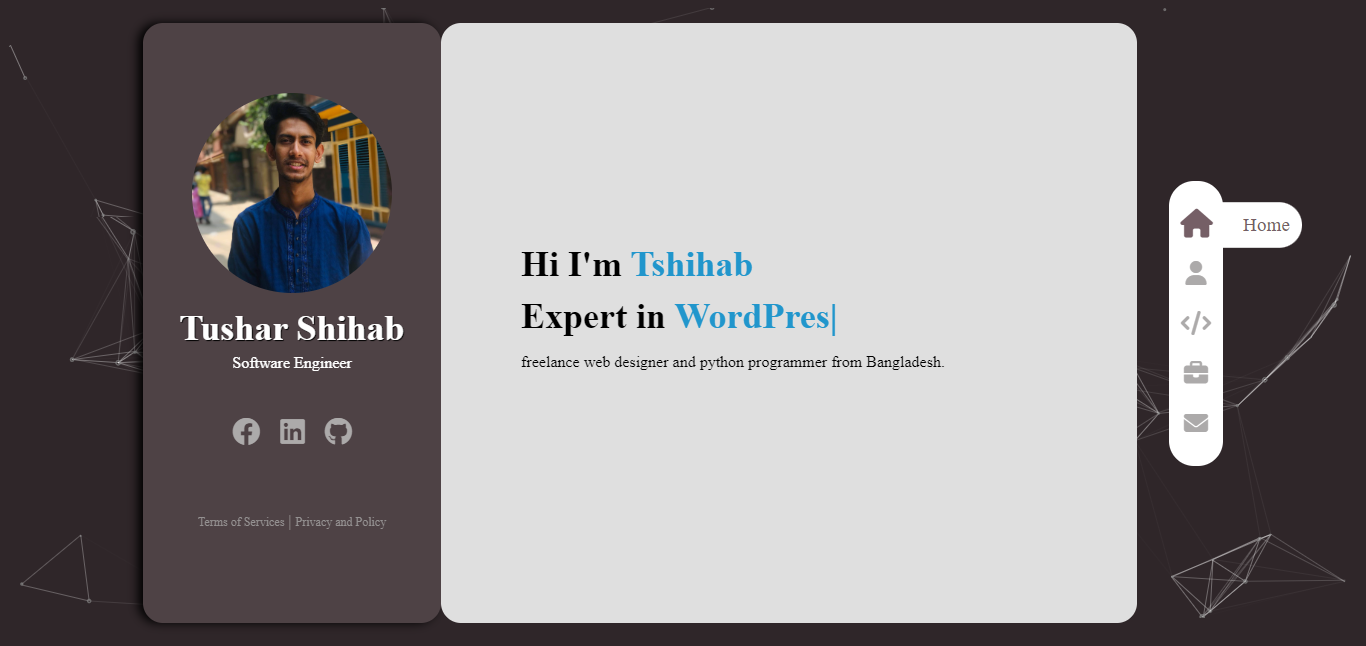 Tushar Shihab
Software Engineer
Terms of Services | Privacy and Policy
Hi I'm Tshihab
Expert in WordPres|
freelance web designer and python programmer from Bangladesh.
Home